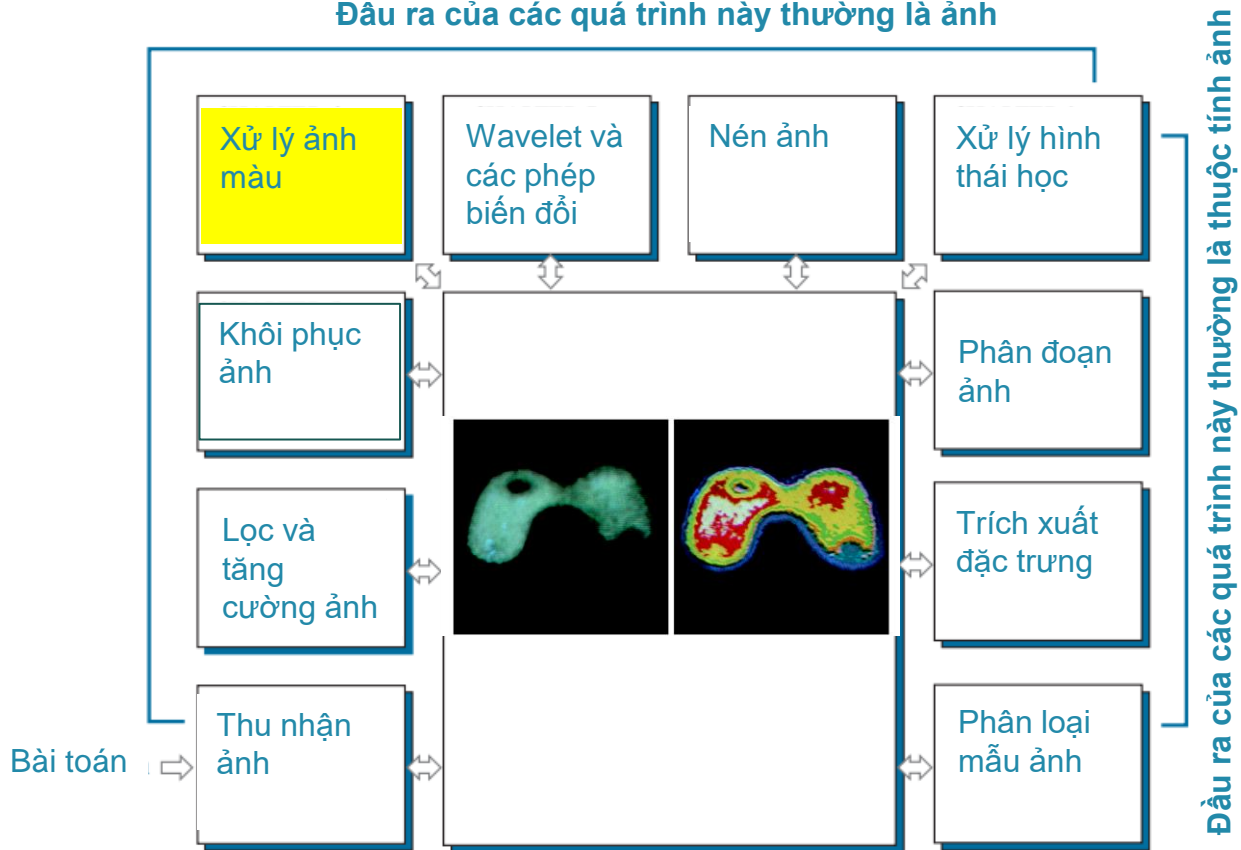 Đầu ra của các quá trình này thường là ảnh
Xử lý ảnh
màu
Wavelet và
các phép
biến đổi
Nén ảnh
Xử lý hình
thái học
Khôi phục
ảnh
Phân đoạn
ảnh
Lọc và
tăng
cường ảnh
Trích xuất
đặc trưng
Bài toán
Thu nhận
ảnh
Phân loại
mẫu ảnh
Đầu ra của các quá trình này thường là thuộc tính ảnh